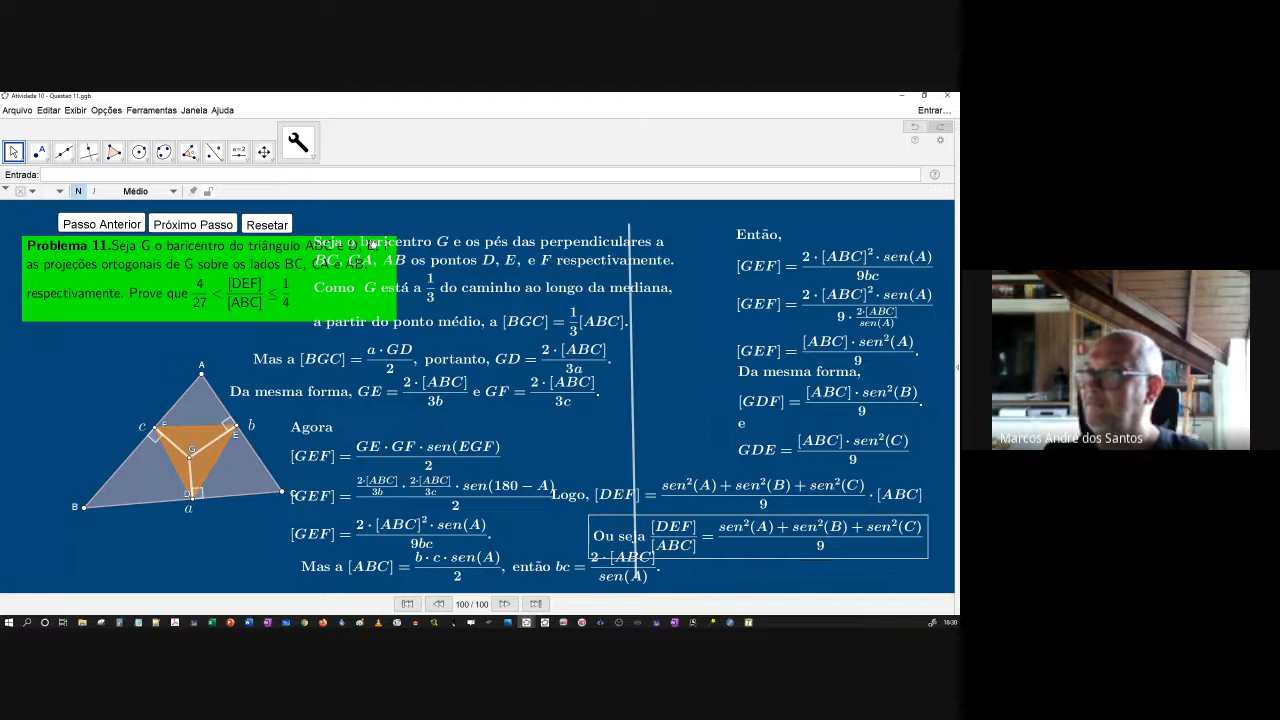 Atividade 10 - Questao 11.ggb
Arquivo Editar Exibir Opções Ferramentas Janela Ajuda
Entrar...
a=2
Entrada:
N I Médio
Passo Anterior
Próximo Passo
Resetar
Problema 11.Seja G o baricentro do triângulo ABC e D, E, F
as projeções ortogonais de G sobre os lados BC, CA e AB,
respectivamente. Prove que 4/27 < [DEF]/[ABC] ≤ 1/4
Seja o baricentro G e os pés das perpendiculares a
BC, CA, AB os pontos D, E, e F respectivamente.
Como G está a 1/3 do caminho ao longo da mediana,
a partir do ponto médio, a [BGC] = 1/3[ABC].
Mas a [BGC] = a · GD/2, portanto, GD = 2 · [ABC]/3a.
Da mesma forma, GE = 2 · [ABC]/3b e GF = 2 · [ABC]/3c.
Agora
[GEF] = GE · GF · sen(EGF)/2
[GEF] = (2·[ABC]/3b · 2·[ABC]/3c · sen(180 − A))/2
[GEF] = 2 · [ABC]² · sen(A)/9bc.
Mas a [ABC] = b · c · sen(A)/2, então bc = 2 · [ABC]/sen(A).
A
c
F
b
E
G
D
B
a
C
Então,
[GEF] = 2 · [ABC]² · sen(A)/9bc
[GEF] = 2 · [ABC]² · sen(A)/(9 · 2·[ABC]/sen(A))
[GEF] = [ABC] · sen²(A)/9.
Da mesma forma,
[GDF] = [ABC] · sen²(B)/9.
e
GDE = [ABC] · sen²(C)/9
Logo, [DEF] = (sen²(A) + sen²(B) + sen²(C))/9 · [ABC]
Ou seja [DEF]/[ABC] = (sen²(A) + sen²(B) + sen²(C))/9
100 / 100
16:30
Marcos André dos Santos